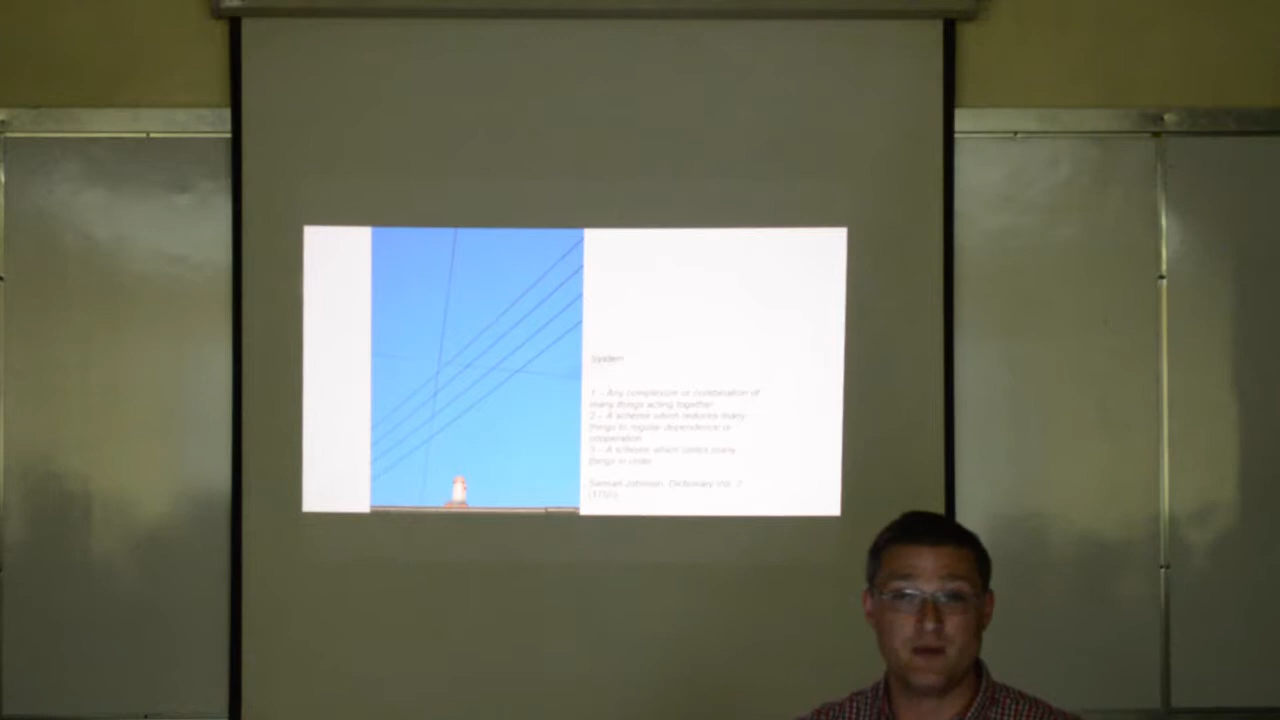 System
1 - Any complexure or combination of
many things acting together
2 - A scheme which reduces many
things to regular dependence or
cooperation
3 - A scheme which unites many
things in order
Samuel Johnson, Dictionary Vol. 2